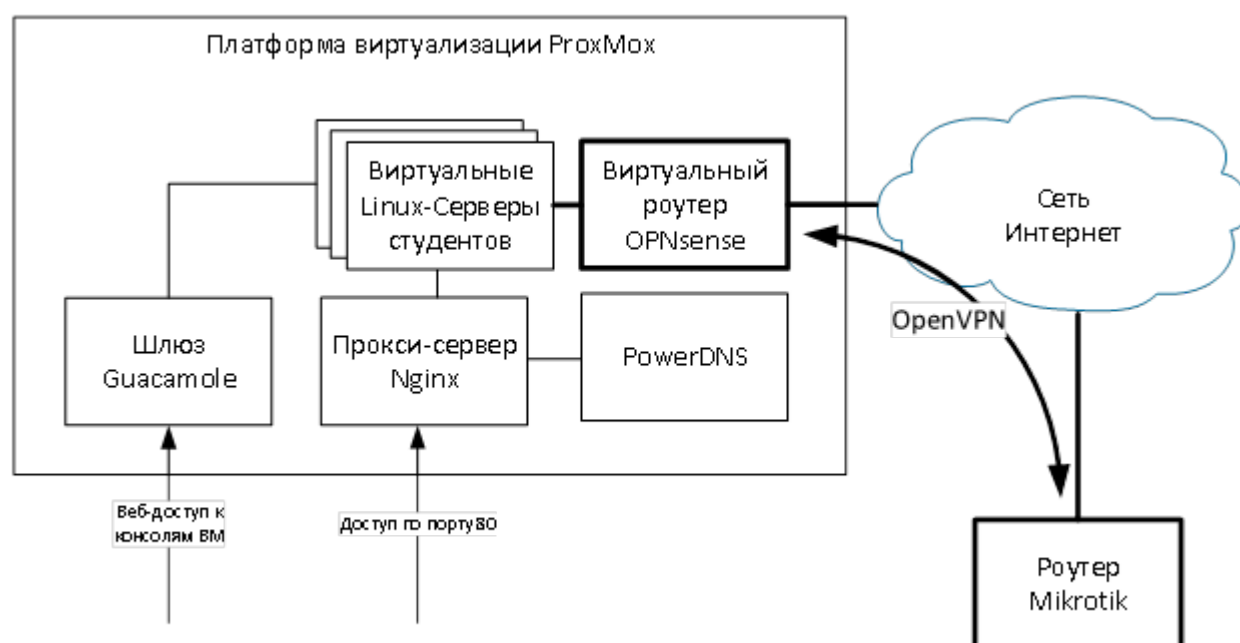 Платформа виртуализации ProxMox
Виртуальные
Linux-Серверы
студентов
Виртуальный
роутер
OPNsense
Сеть
Интернет
OpenVPN
Шлюз
Guacamole
Прокси-сервер
Nginx
PowerDNS
Веб-доступ к
консолям ВМ
Доступ по порту 80
Роутер
Mikrotik